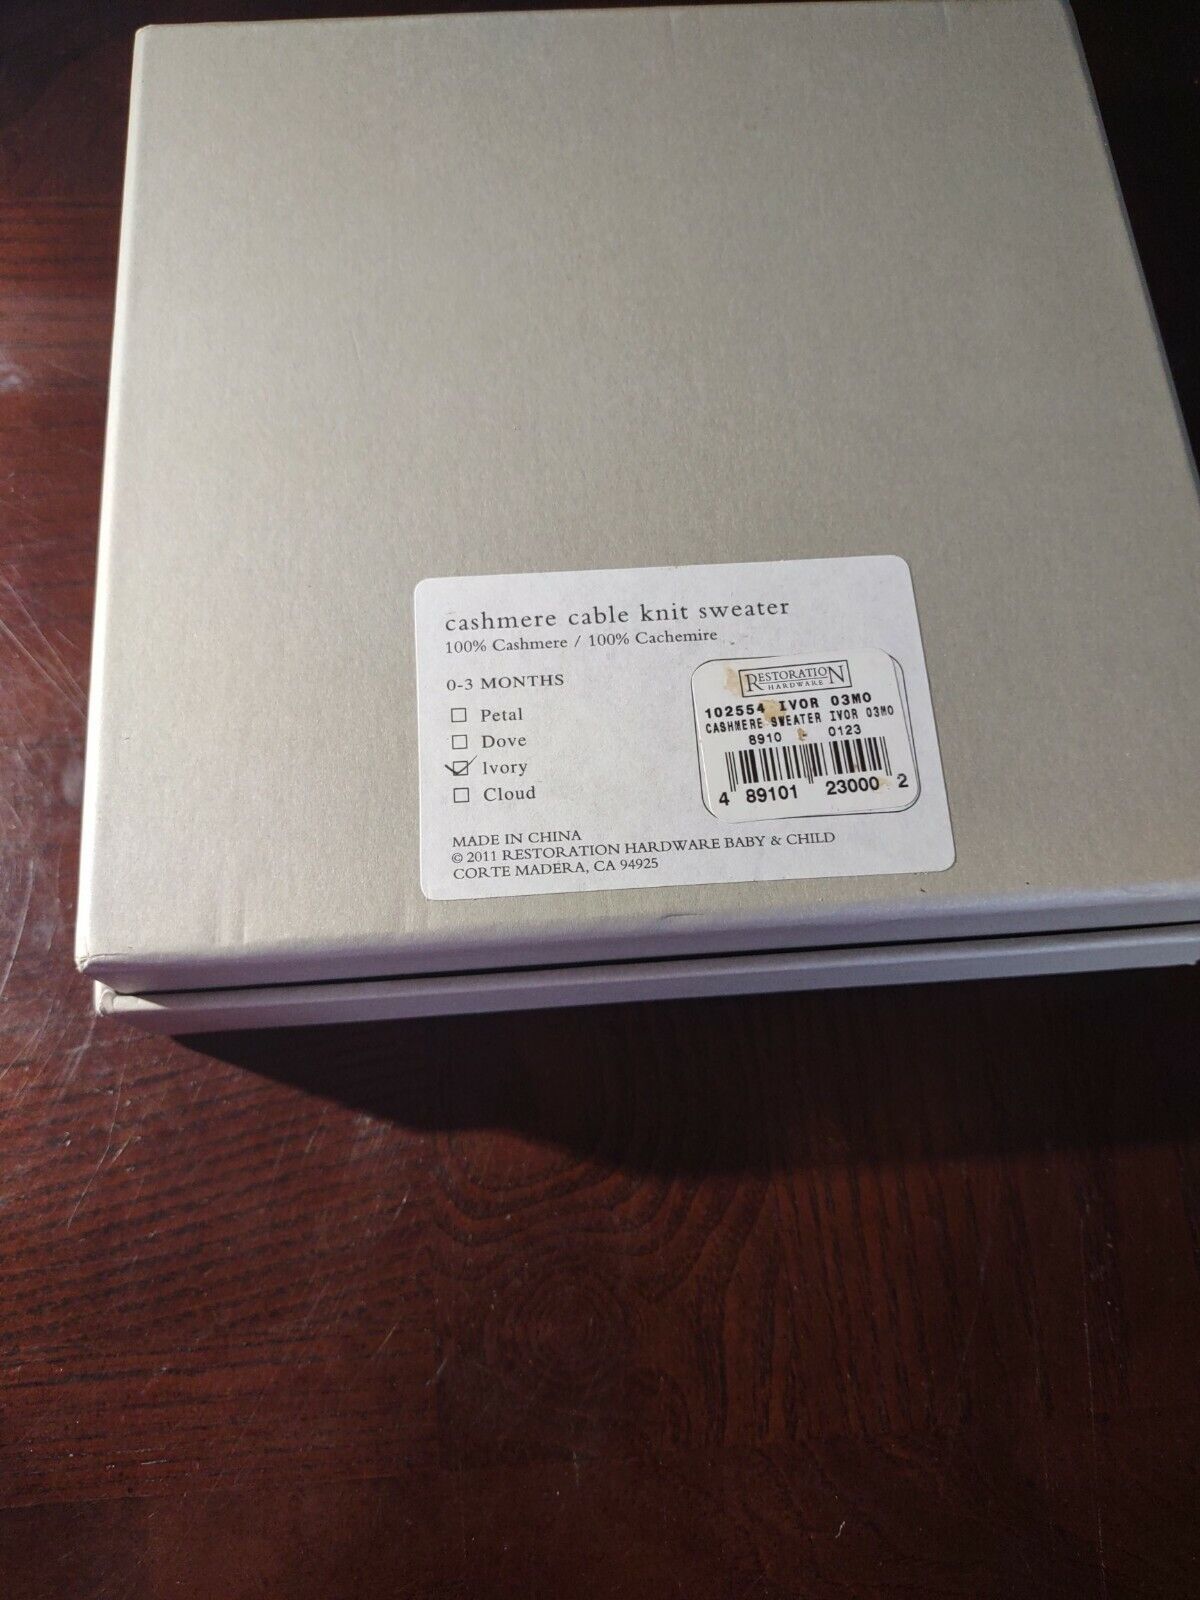 cashmere cable knit sweater
100% Cashmere / 100% Cachemire
0-3 MONTHS
Petal
Dove
Ivory
Cloud
RESTORATION
HARDWARE
102554 IVOR 03MO
CASHMERE SWEATER IVOR 03MO
8910 - 0123
4 89101 23000 2
MADE IN CHINA
© 2011 RESTORATION HARDWARE BABY & CHILD
CORTE MADERA, CA 94925